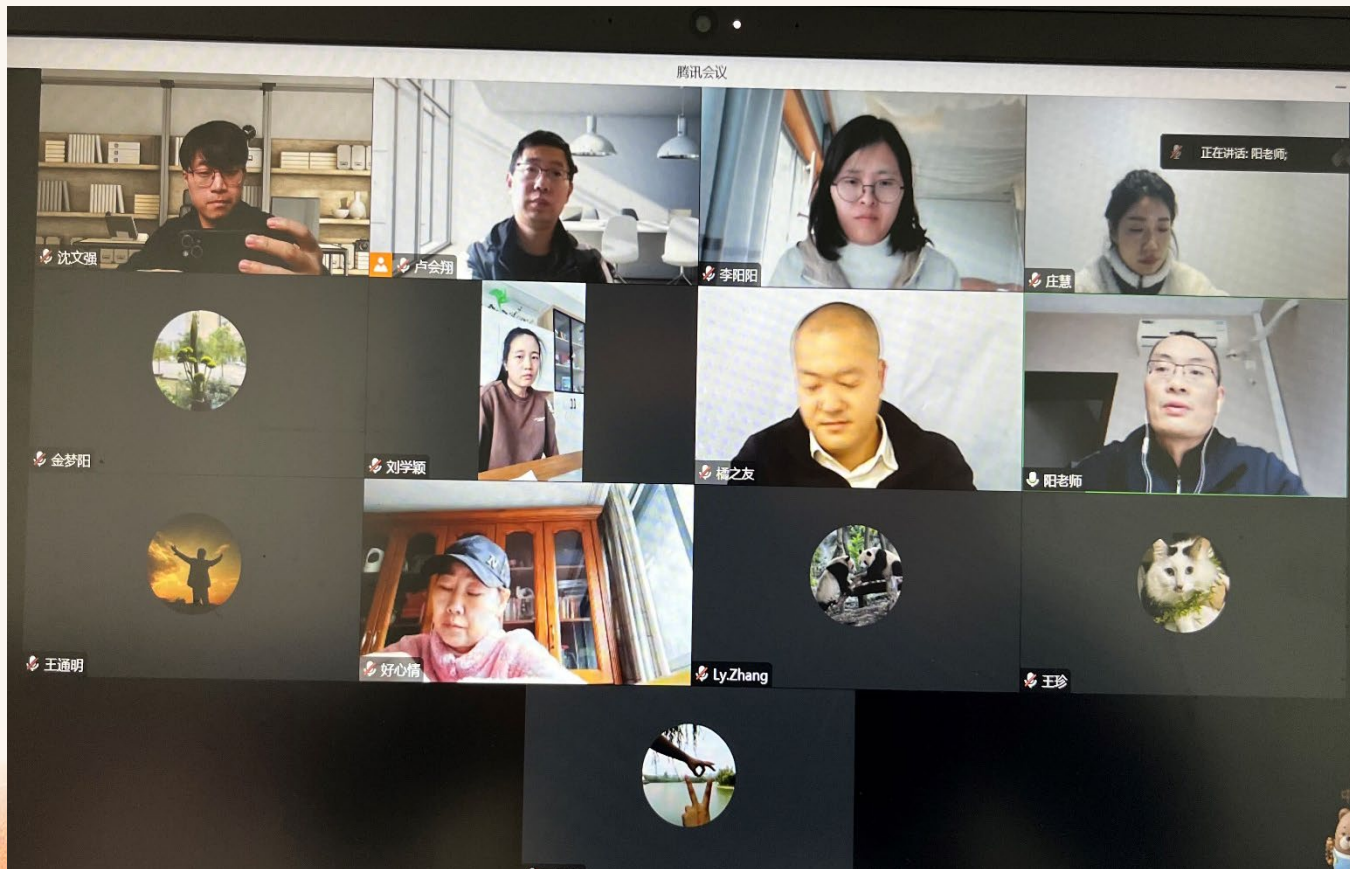 腾讯会议
正在讲话: 阳老师;
沈文强
卢会翔
李阳阳
庄慧
金梦阳
刘学颖
橘之友
阳老师
王通明
好心情
Ly.Zhang
王珍